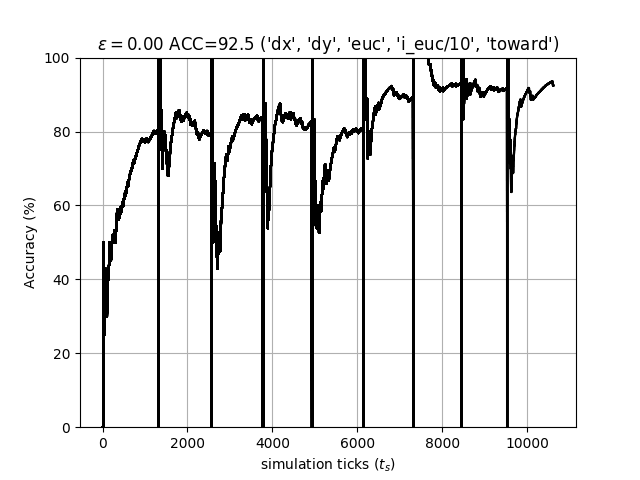 ε = 0.00 ACC=92.5 ('dx', 'dy', 'euc', 'i_euc/10', 'toward')
100
80
60
40
20
0
Accuracy (%)
0 2000 4000 6000 8000 10000
simulation ticks (tₛ)